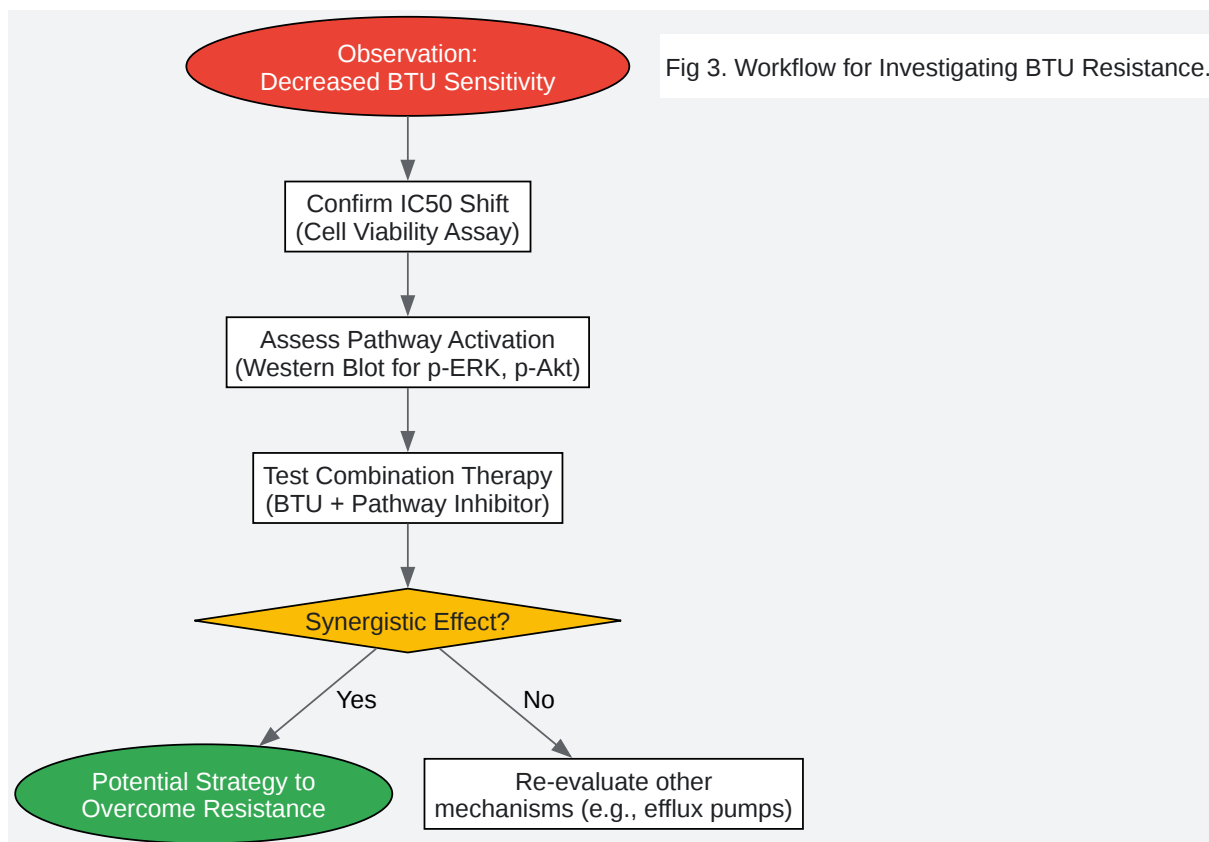 Observation:
Decreased BTU Sensitivity
Fig 3. Workflow for Investigating BTU Resistance.
Confirm IC50 Shift
(Cell Viability Assay)
Assess Pathway Activation
(Western Blot for p-ERK, p-Akt)
Test Combination Therapy
(BTU + Pathway Inhibitor)
Synergistic Effect?
Yes
No
Potential Strategy to
Overcome Resistance
Re-evaluate other
mechanisms (e.g., efflux pumps)